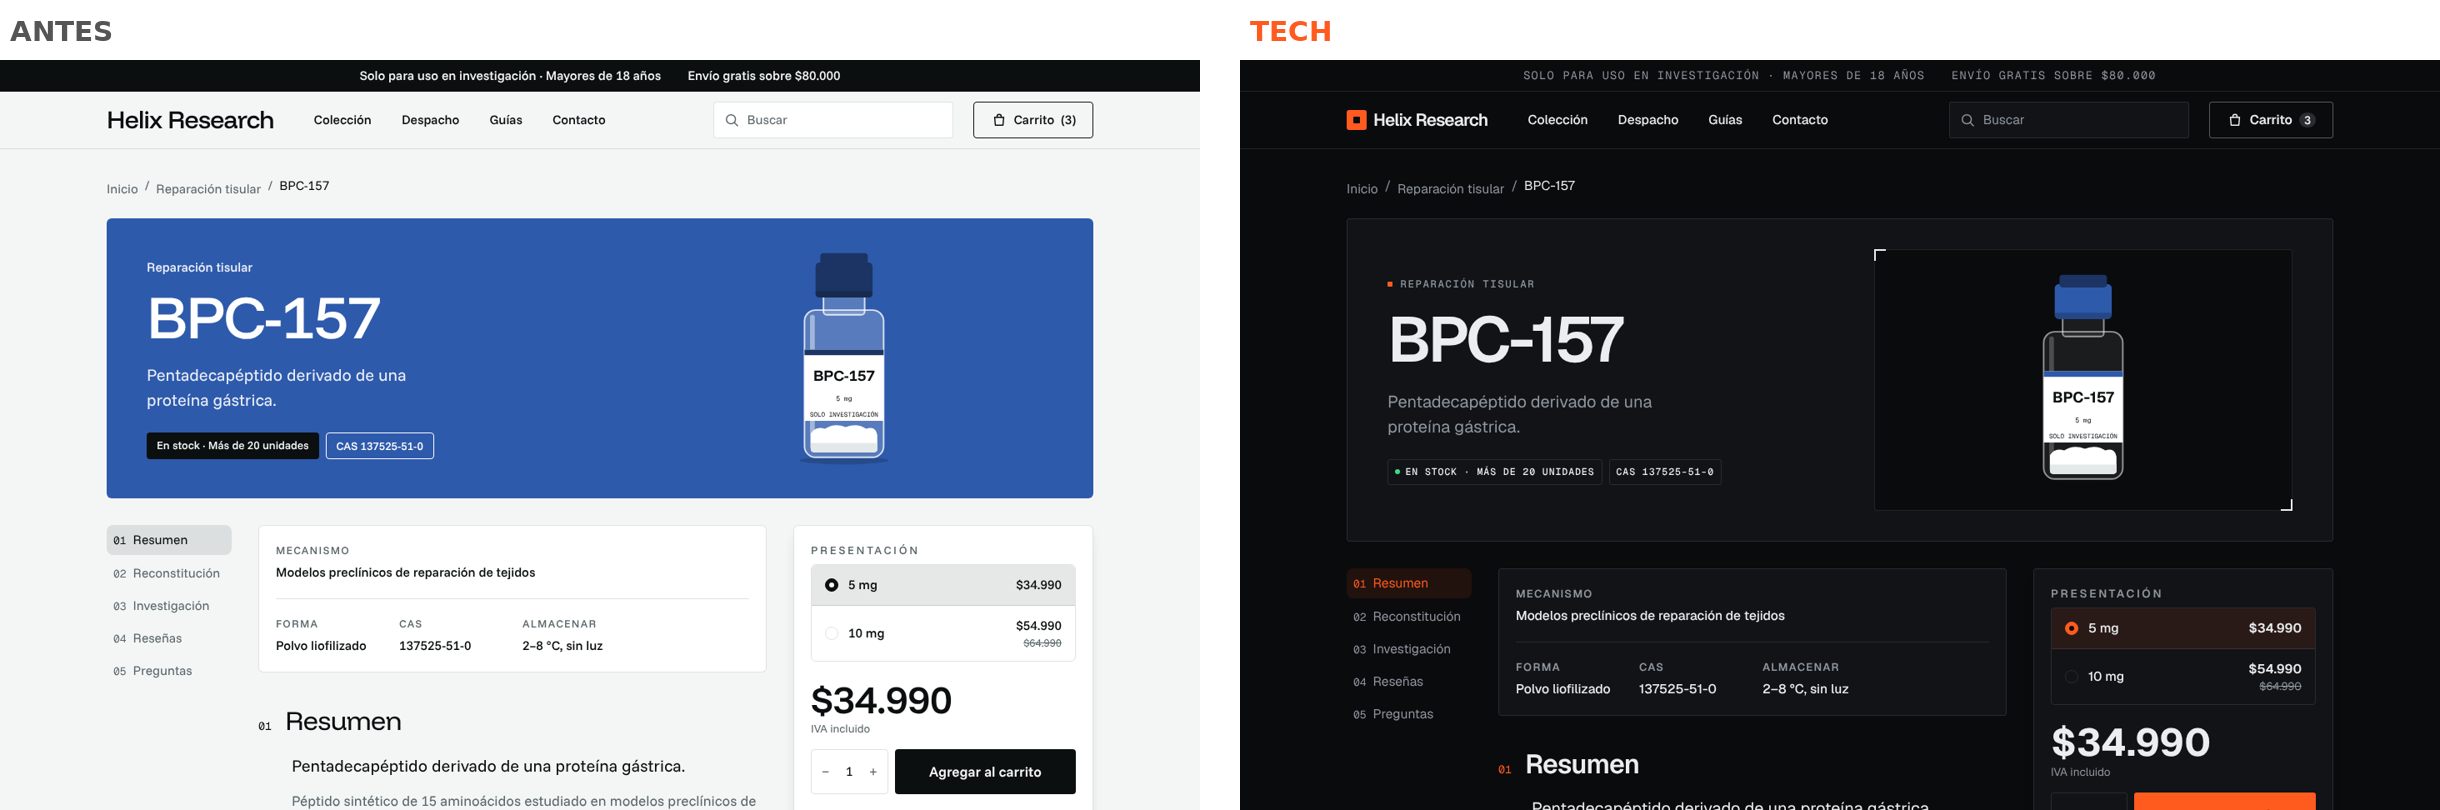 ANTES
Solo para uso en investigación · Mayores de 18 años Envío gratis sobre $80.000
Helix Research Colección Despacho Guías Contacto Buscar Carrito (3)
Inicio / Reparación tisular / BPC-157
Reparación tisular
BPC-157
Pentadecapéptido derivado de una
proteína gástrica.
En stock · Más de 20 unidades CAS 137525-51-0
BPC-157
5 mg
SOLO INVESTIGACIÓN
01 Resumen
02 Reconstitución
03 Investigación
04 Reseñas
05 Preguntas
MECANISMO
Modelos preclínicos de reparación de tejidos
FORMA CAS ALMACENAR
Polvo liofilizado 137525-51-0 2–8 °C, sin luz
01 Resumen
Pentadecapéptido derivado de una proteína gástrica.
Péptido sintético de 15 aminoácidos estudiado en modelos preclínicos de
PRESENTACIÓN
5 mg $34.990
10 mg $54.990
$64.990
$34.990
IVA incluido
− 1 + Agregar al carrito
TECH
SOLO PARA USO EN INVESTIGACIÓN · MAYORES DE 18 AÑOS ENVÍO GRATIS SOBRE $80.000
Helix Research Colección Despacho Guías Contacto Buscar Carrito 3
Inicio / Reparación tisular / BPC-157
REPARACIÓN TISULAR
BPC-157
Pentadecapéptido derivado de una
proteína gástrica.
EN STOCK · MÁS DE 20 UNIDADES CAS 137525-51-0
BPC-157
5 mg
SOLO INVESTIGACIÓN
01 Resumen
02 Reconstitución
03 Investigación
04 Reseñas
05 Preguntas
MECANISMO
Modelos preclínicos de reparación de tejidos
FORMA CAS ALMACENAR
Polvo liofilizado 137525-51-0 2–8 °C, sin luz
01 Resumen
Pentadecapéptido derivado de una proteína gástrica.
PRESENTACIÓN
5 mg $34.990
10 mg $54.990
$64.990
$34.990
IVA incluido